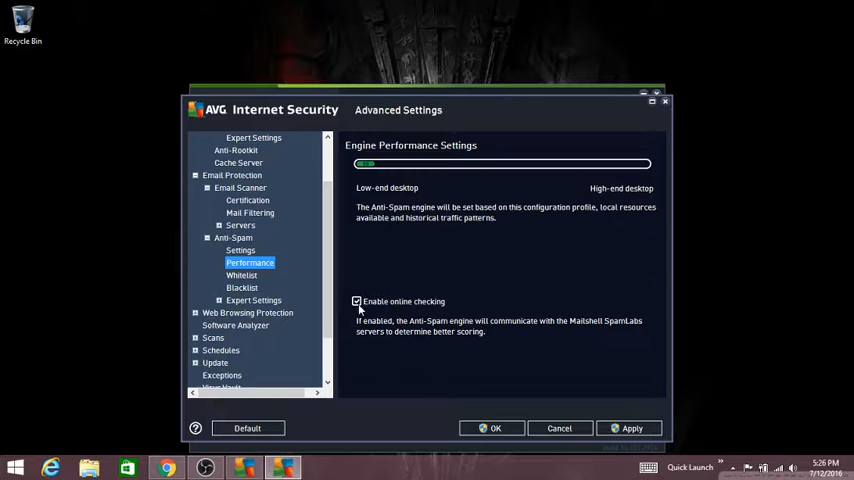 Recycle Bin
AVG Internet Security Advanced Settings
Expert Settings
Anti-Rootkit
Cache Server
Email Protection
Email Scanner
Certification
Mail Filtering
Servers
Anti-Spam
Settings
Performance
Whitelist
Blacklist
Expert Settings
Web Browsing Protection
Software Analyzer
Scans
Schedules
Update
Exceptions
Virus Vault
Engine Performance Settings
Low-end desktop High-end desktop
The Anti-Spam engine will be set based on this configuration profile, local resources
available and historical traffic patterns.
Enable online checking
If enabled, the Anti-Spam engine will communicate with the Mailshell SpamLabs
servers to determine better scoring.
Default OK Cancel Apply
Quick Launch
5:26 PM
7/12/2016